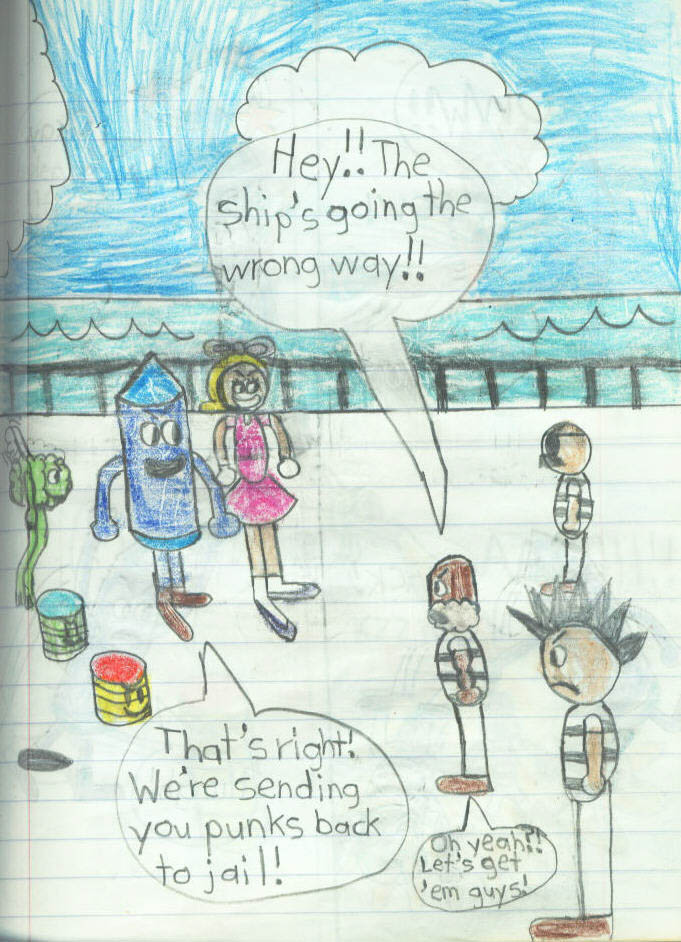 Hey!! The
ship's going the
wrong way!!
That's right!
We're sending
you punks back
to jail!
Oh yeah?!
Let's get
'em guys!